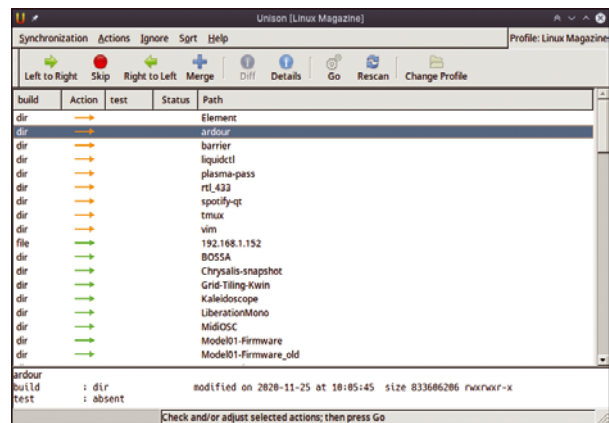 Unison [Linux Magazine]
Synchronization Actions Ignore Sort Help Profile: Linux Magazine
Left to Right Skip Right to Left Merge Diff Details Go Rescan Change Profile
build Action test Status Path
dir Element
dir ardour
dir barrier
dir liquidctl
dir plasma-pass
dir rtl_433
dir spotify-qt
dir tmux
dir vim
file 192.168.1.152
dir BOSSA
dir Chrysalis-snapshot
dir Grid-Tiling-Kwin
dir Kaleidoscope
dir LiberationMono
dir MidiOSC
dir Model01-Firmware
dir Model01-Firmware_old
ardour
build : dir modified on 2020-11-25 at 10:05:45 size 833606206 rwxrwxr-x
test : absent
Check and/or adjust selected actions; then press Go